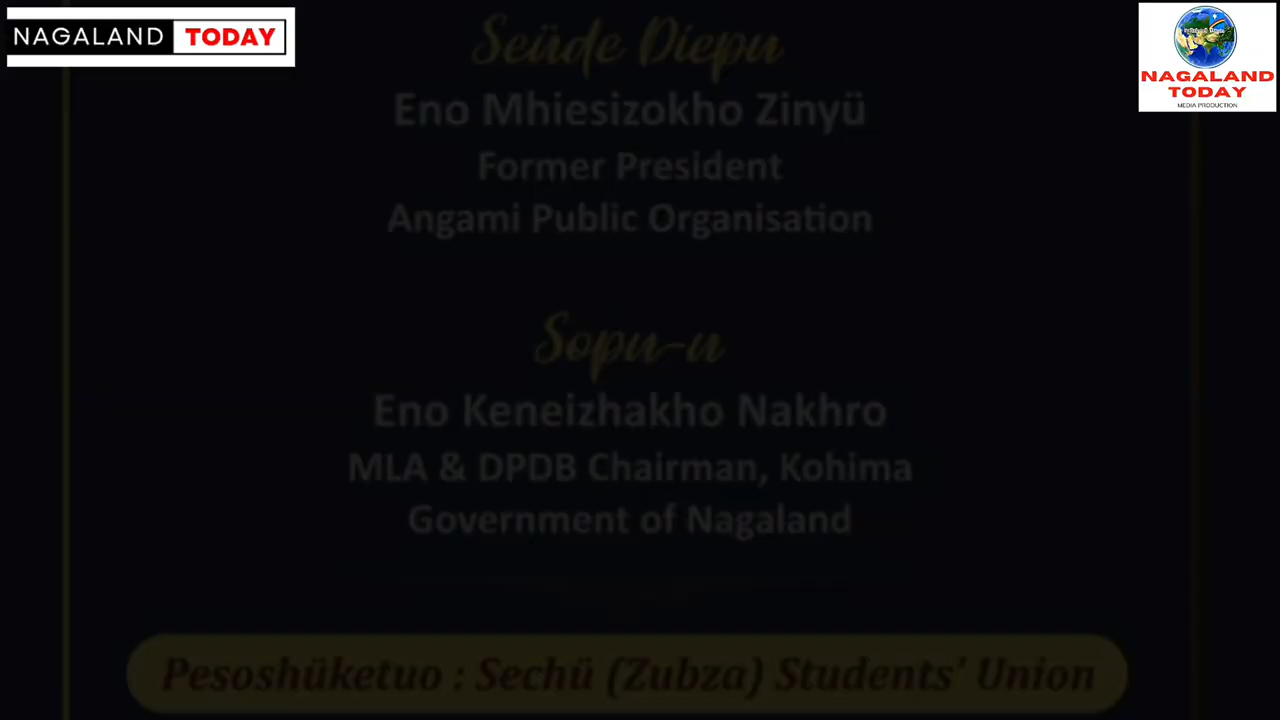 NAGALAND TODAY
NAGALAND
TODAY
MEDIA PRODUCTION
Seüde Diepu
Eno Mhiesizokho Zinyü
Former President
Angami Public Organisation
Sopu-u
Eno Keneizhakho Nakhro
MLA & DPDB Chairman, Kohima
Government of Nagaland
Pesoshüketuo : Sechü (Zubza) Students' Union